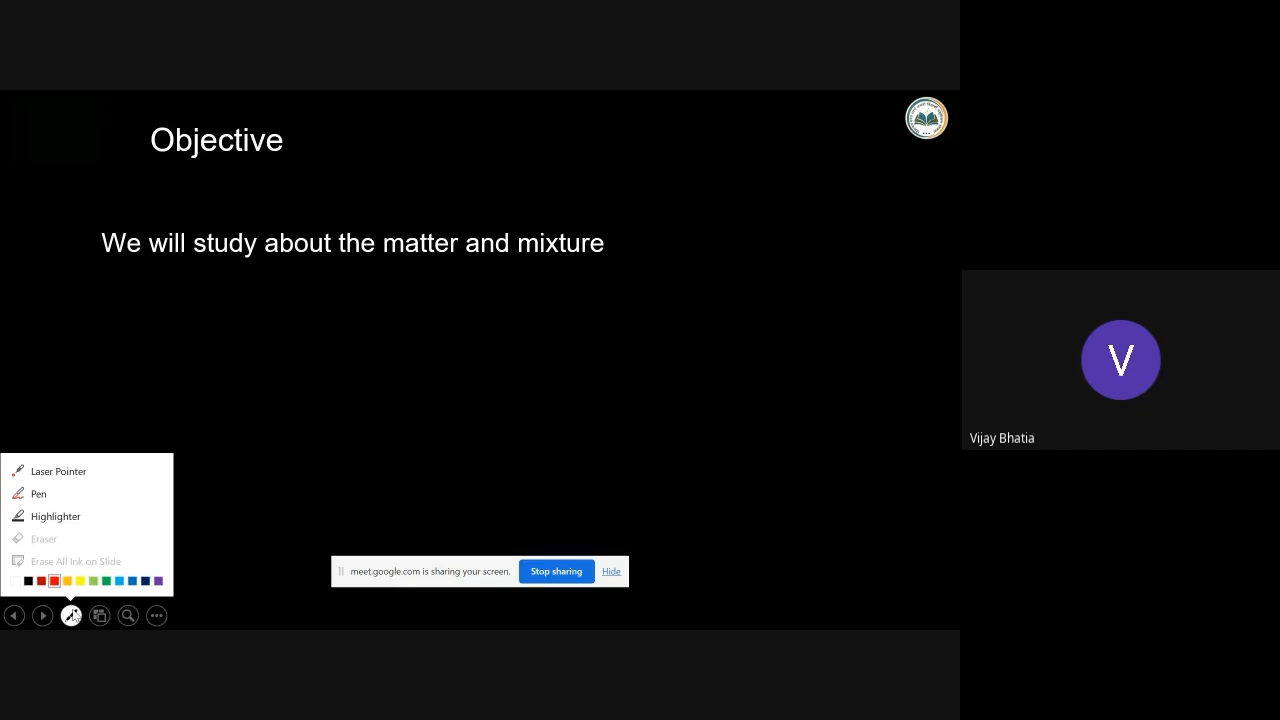 Objective
We will study about the matter and mixture
V
Vijay Bhatia
Laser Pointer
Pen
Highlighter
Eraser
Erase All Ink on Slide
meet.google.com is sharing your screen.
Stop sharing
Hide